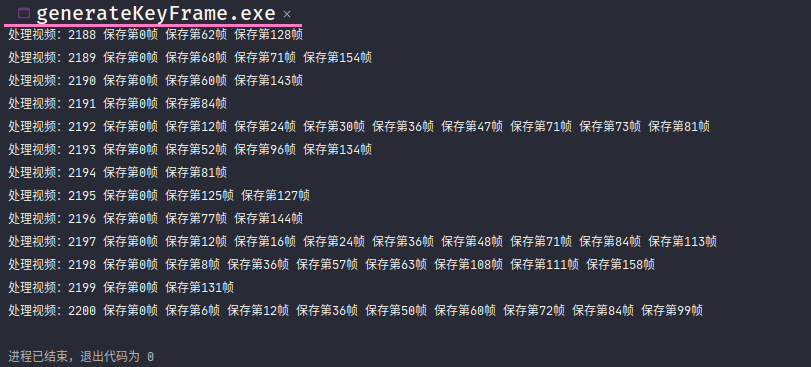 generateKeyFrame.exe ×
处理视频: 2188 保存第0帧 保存第62帧 保存第128帧
处理视频: 2189 保存第0帧 保存第68帧 保存第71帧 保存第154帧
处理视频: 2190 保存第0帧 保存第60帧 保存第143帧
处理视频: 2191 保存第0帧 保存第84帧
处理视频: 2192 保存第0帧 保存第12帧 保存第24帧 保存第30帧 保存第36帧 保存第47帧 保存第71帧 保存第73帧 保存第81帧
处理视频: 2193 保存第0帧 保存第52帧 保存第96帧 保存第134帧
处理视频: 2194 保存第0帧 保存第81帧
处理视频: 2195 保存第0帧 保存第125帧 保存第127帧
处理视频: 2196 保存第0帧 保存第77帧 保存第144帧
处理视频: 2197 保存第0帧 保存第12帧 保存第16帧 保存第24帧 保存第36帧 保存第48帧 保存第71帧 保存第84帧 保存第113帧
处理视频: 2198 保存第0帧 保存第8帧 保存第36帧 保存第57帧 保存第63帧 保存第108帧 保存第111帧 保存第158帧
处理视频: 2199 保存第0帧 保存第131帧
处理视频: 2200 保存第0帧 保存第6帧 保存第12帧 保存第36帧 保存第50帧 保存第60帧 保存第72帧 保存第84帧 保存第99帧
进程已结束，退出代码为 0